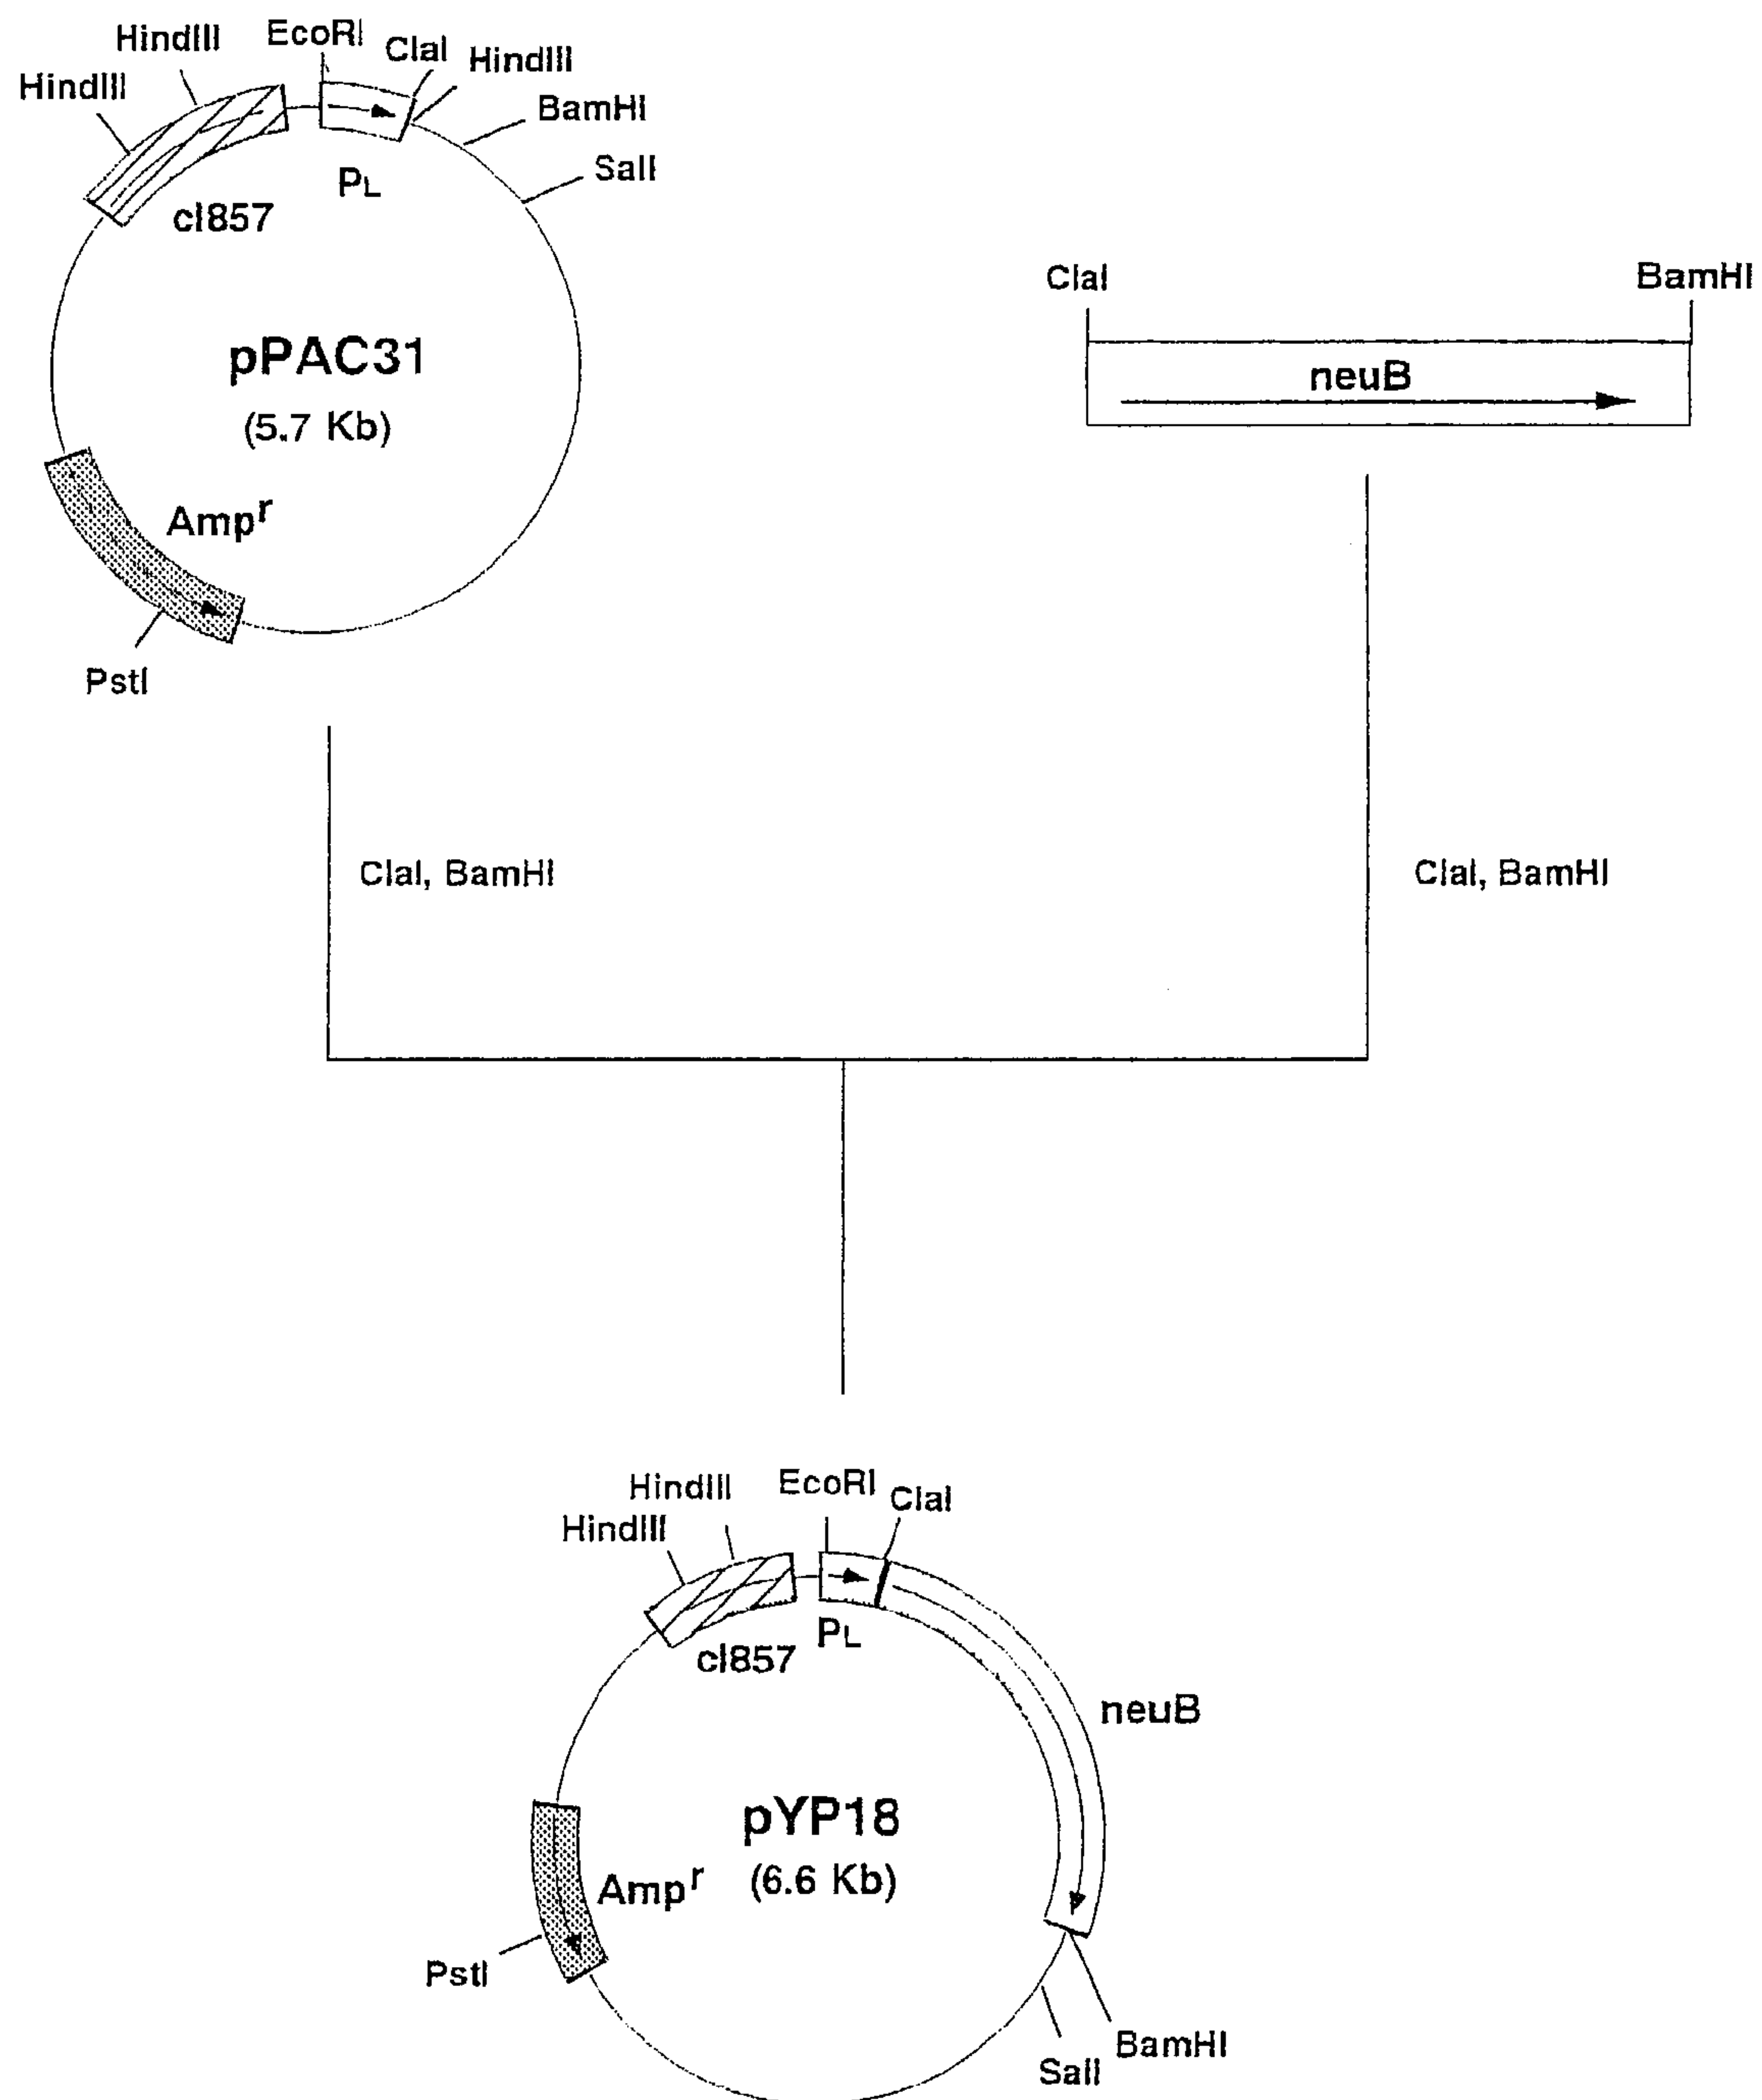 HindIII
EcoRI
ClaI
HindIII
HindIII
BamHI
SalI
PL
cI857
pPAC31
(5.7 Kb)
Ampr
PstI
ClaI
BamHI
neuB
ClaI, BamHI
ClaI, BamHI
HindIII
EcoRI
ClaI
HindIII
PL
cI857
neuB
pYP18
(6.6 Kb)
Ampr
PstI
BamHI
SalI